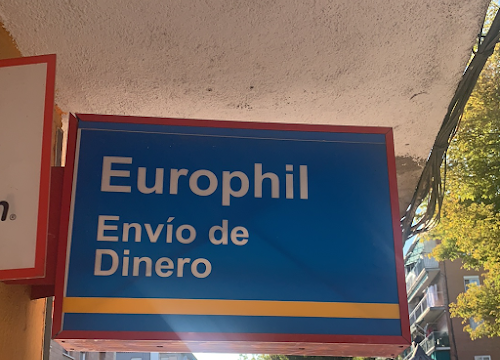 Europhil
Envío de
Dinero